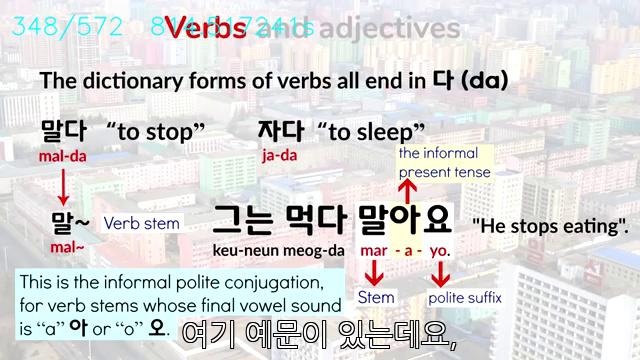 348/572 814.517241s
Verbs and adjectives
The dictionary forms of verbs all end in 다 (da)
말다 “to stop” 자다 “to sleep”
mal-da ja-da
the informal
present tense
말~ Verb stem 그는 먹다 말아요 "He stops eating".
mal~ keu-neun meog-da mar - a - yo.
Stem polite suffix
This is the informal polite conjugation,
for verb stems whose final vowel sound
is “a” 아 or “o” 오.
여기 예문이 있는데요,